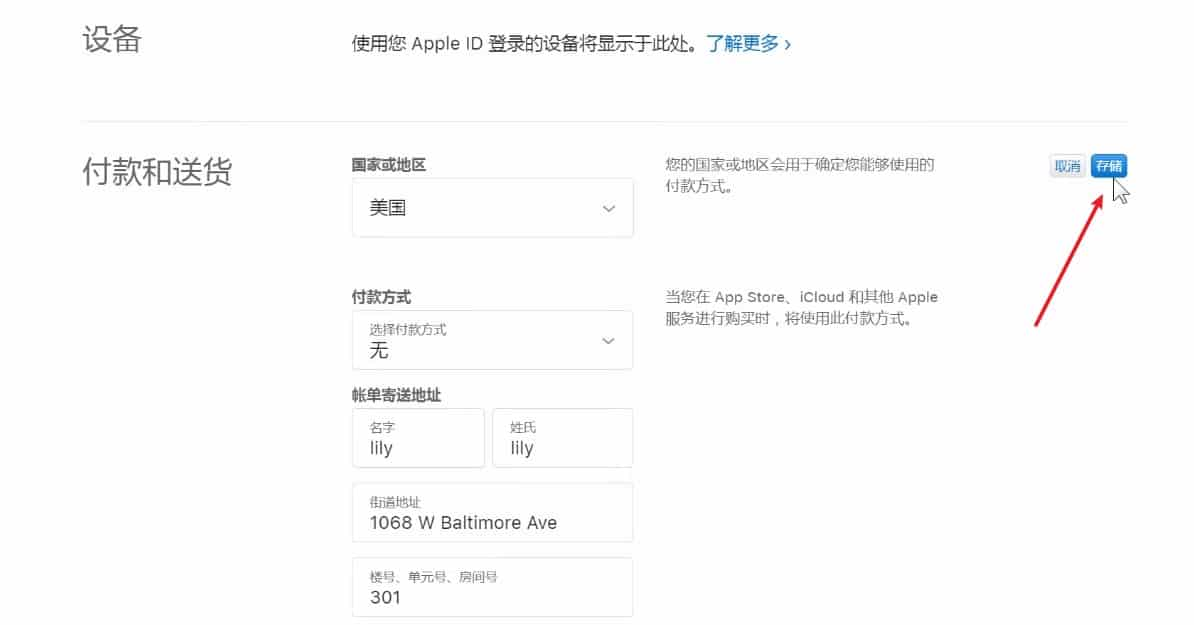 设备
使用您 Apple ID 登录的设备将显示于此处。了解更多 ›
付款和送货
国家或地区
美国
您的国家或地区会用于确定您能够使用的
付款方式。
取消
存储
付款方式
选择付款方式
无
当您在 App Store、iCloud 和其他 Apple
服务进行购买时，将使用此付款方式。
帐单寄送地址
名字
lily
姓氏
lily
街道地址
1068 W Baltimore Ave
楼号、单元号、房间号
301